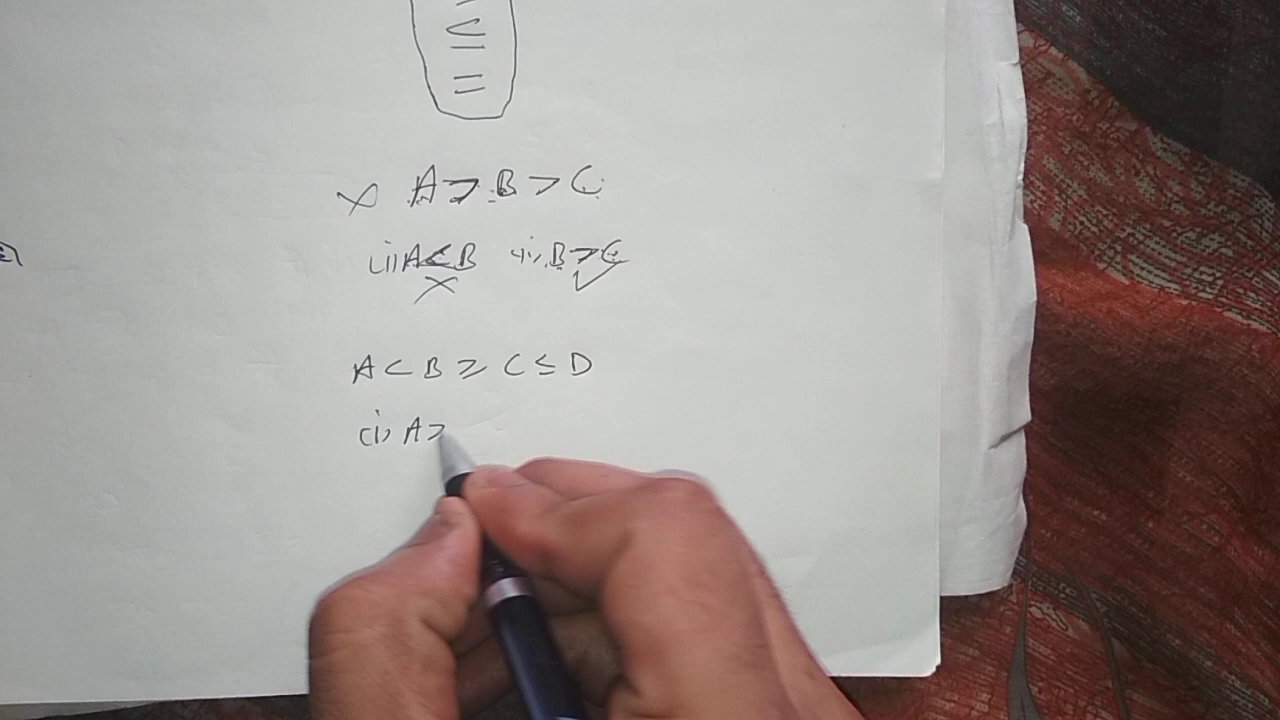 ≤
=
× A > B > C
(i) A < B (ii) B > C
× ✓
A < B ≥ C ≤ D
(i) A >